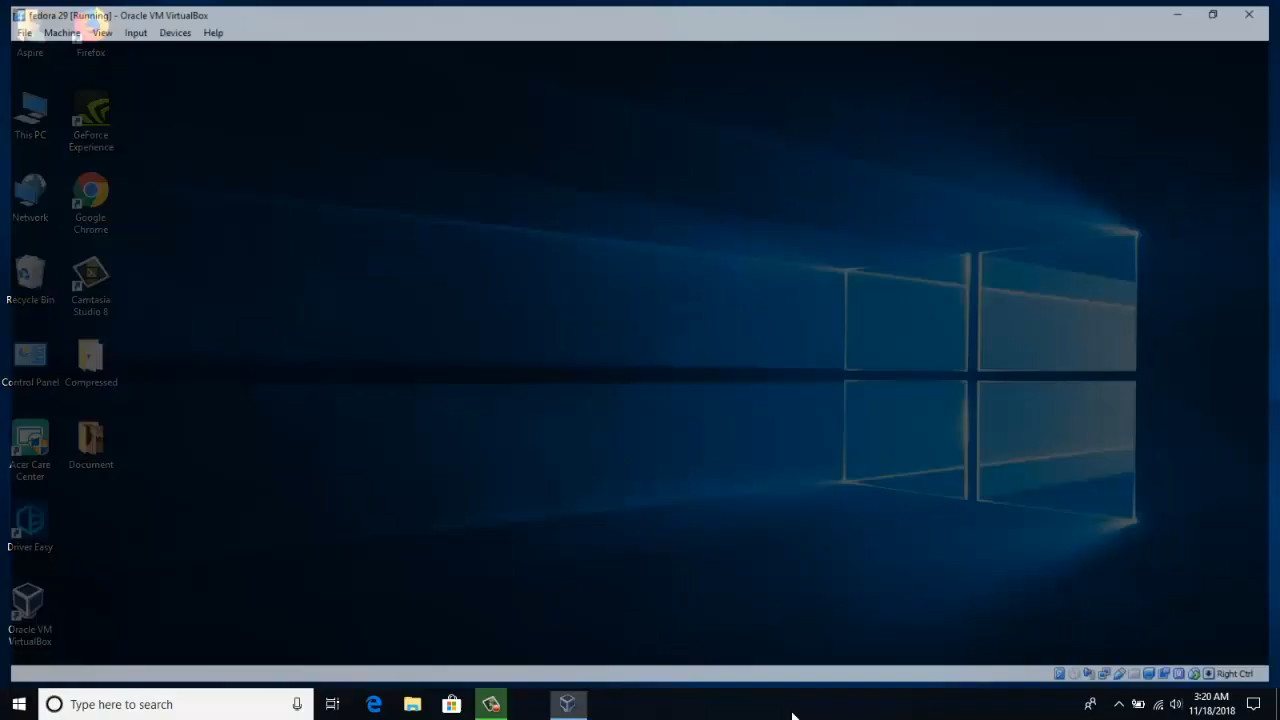 fedora 29 [Running] - Oracle VM VirtualBox
File Machine View Input Devices Help
Aspire
Firefox
This PC
GeForce
Experience
Network
Google
Chrome
Recycle Bin
Camtasia
Studio 8
Control Panel
Compressed
Acer Care
Center
Document
Driver Easy
Oracle VM
VirtualBox
Right Ctrl
Type here to search
3:20 AM
11/18/2018